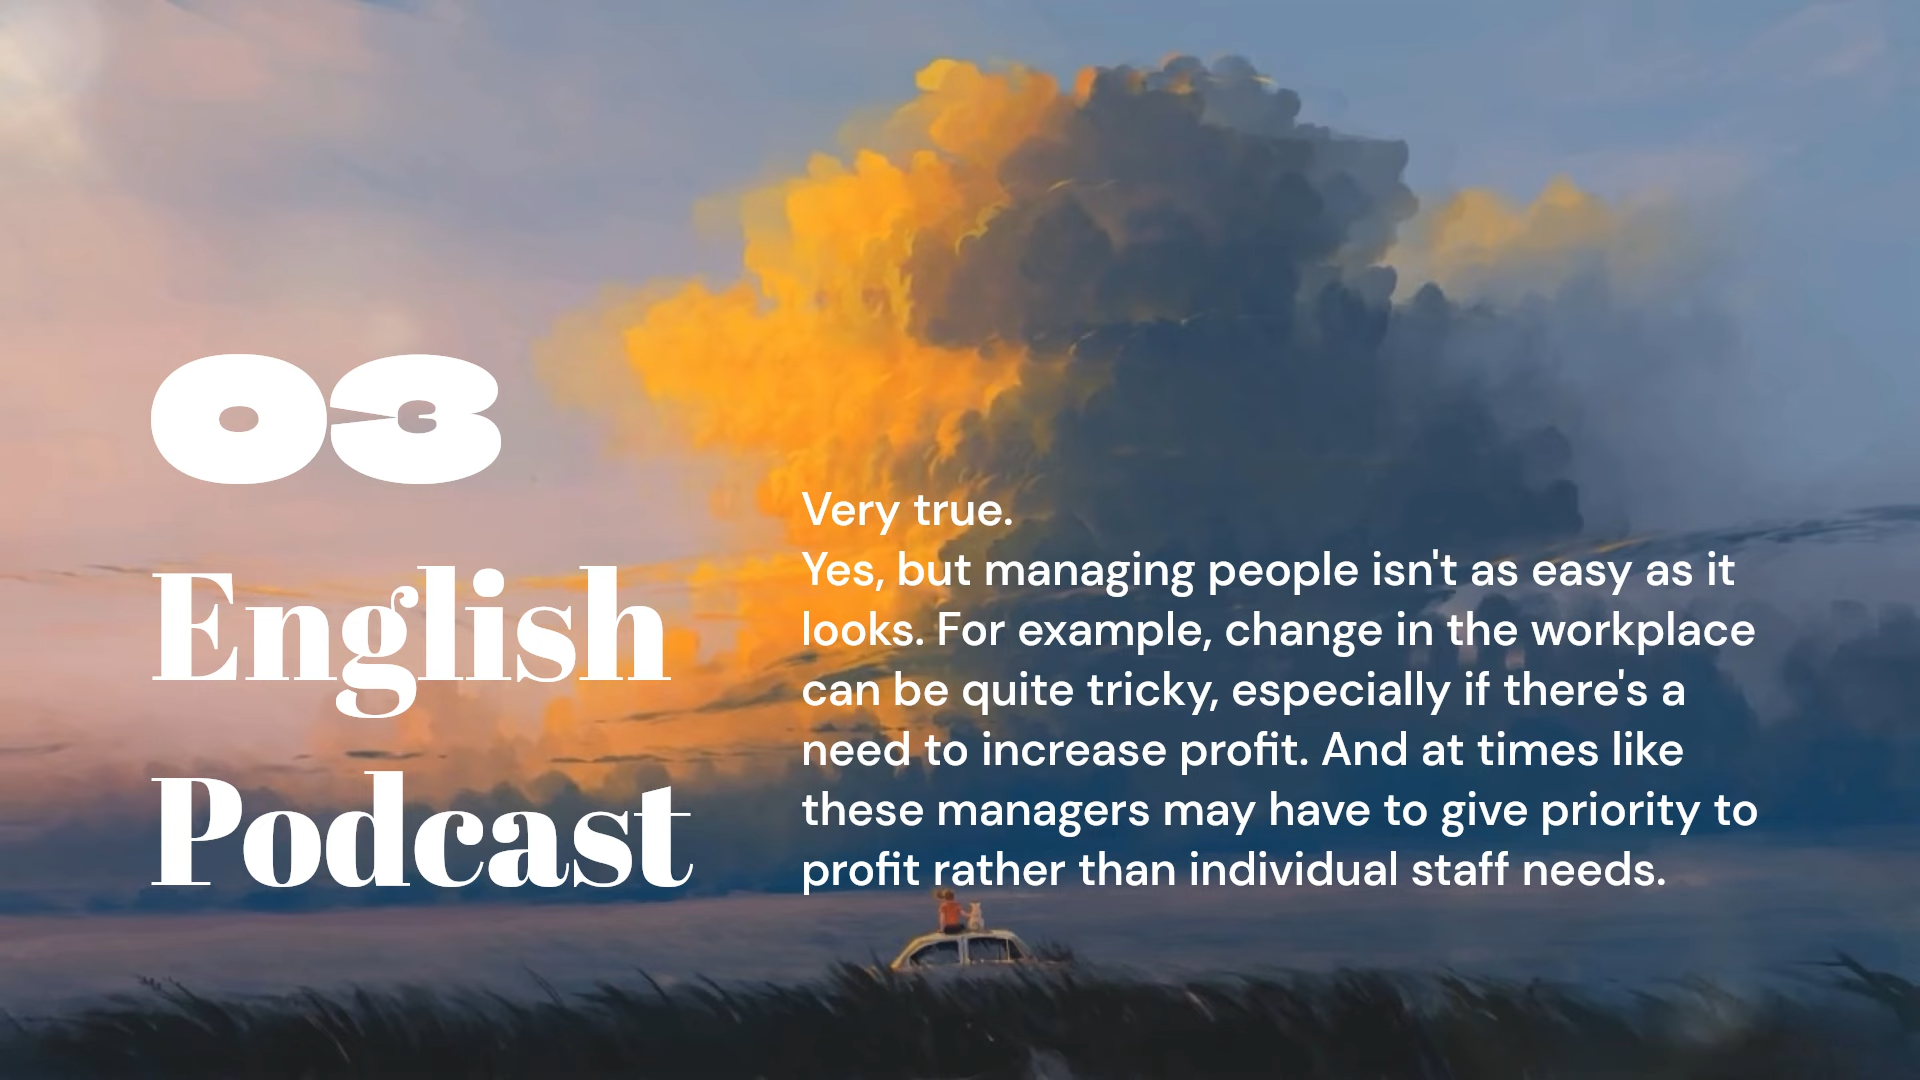 03
English
Podcast
Very true.
Yes, but managing people isn't as easy as it
looks. For example, change in the workplace
can be quite tricky, especially if there's a
need to increase profit. And at times like
these managers may have to give priority to
profit rather than individual staff needs.